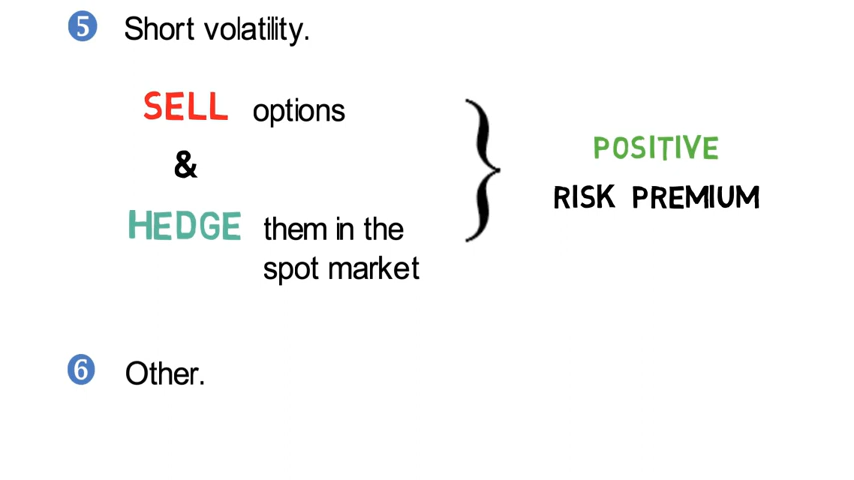 5 Short volatility.
SELL options
&
HEDGE them in the
spot market
POSITIVE
RISK PREMIUM
6 Other.